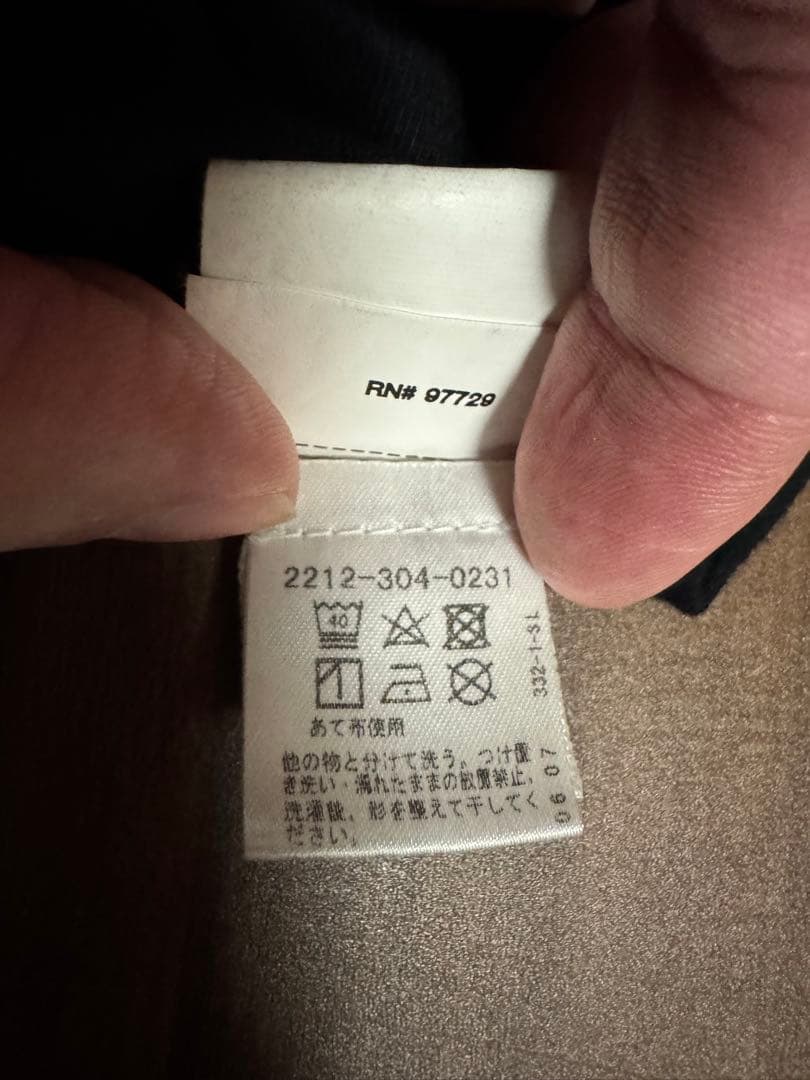 RN# 97729
2212-304-0231
40
あて布使用
他の物と分けて洗う。つけ置
き洗い・濡れたままの放置禁止。
洗濯後、形を整えて干してく
ださい。
332-1-SL
06 07